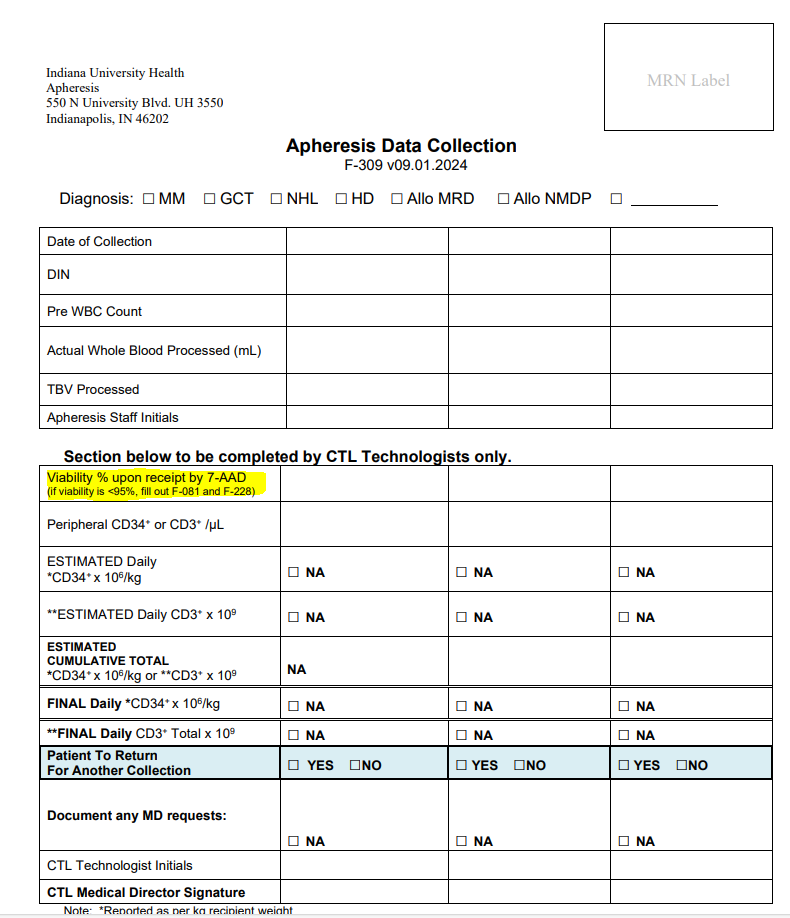 MRN Label
Indiana University Health
Apheresis
550 N University Blvd. UH 3550
Indianapolis, IN 46202
Apheresis Data Collection
F-309 v09.01.2024
Diagnosis: ☐ MM ☐ GCT ☐ NHL ☐ HD ☐ Allo MRD ☐ Allo NMDP ☐ __________
Date of Collection
DIN
Pre WBC Count
Actual Whole Blood Processed (mL)
TBV Processed
Apheresis Staff Initials
Section below to be completed by CTL Technologists only.
Viability % upon receipt by 7-AAD
(if viability is <95%, fill out F-081 and F-228)
Peripheral CD34⁺ or CD3⁺ /µL
ESTIMATED Daily
*CD34⁺ x 10⁶/kg ☐ NA ☐ NA ☐ NA
**ESTIMATED Daily CD3⁺ x 10⁹ ☐ NA ☐ NA ☐ NA
ESTIMATED
CUMULATIVE TOTAL
*CD34⁺ x 10⁶/kg or **CD3⁺ x 10⁹ NA
FINAL Daily *CD34⁺ x 10⁶/kg ☐ NA ☐ NA ☐ NA
**FINAL Daily CD3⁺ Total x 10⁹ ☐ NA ☐ NA ☐ NA
Patient To Return
For Another Collection ☐ YES ☐NO ☐ YES ☐NO ☐ YES ☐NO
Document any MD requests:
☐ NA ☐ NA ☐ NA
CTL Technologist Initials
CTL Medical Director Signature
Note: *Reported as per kg recipient weight